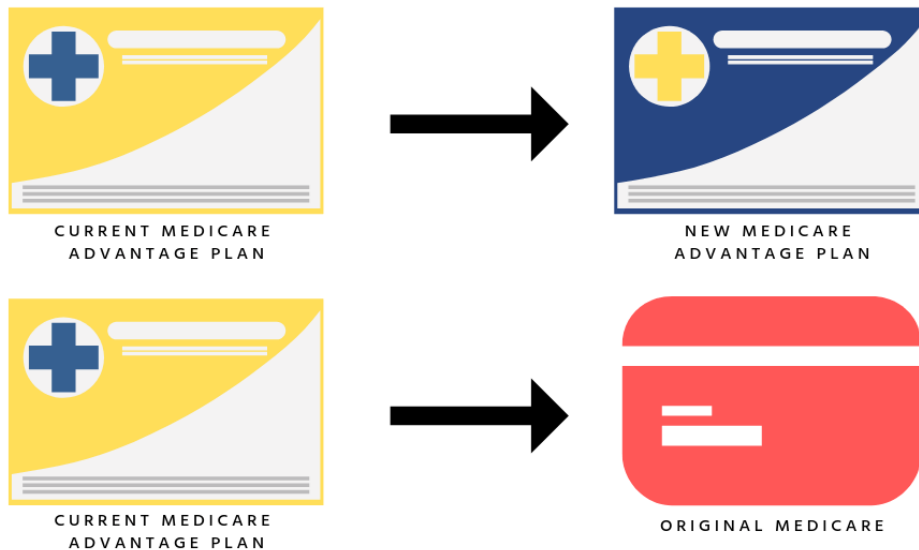 CURRENT MEDICARE
ADVANTAGE PLAN
NEW MEDICARE
ADVANTAGE PLAN
CURRENT MEDICARE
ADVANTAGE PLAN
ORIGINAL MEDICARE